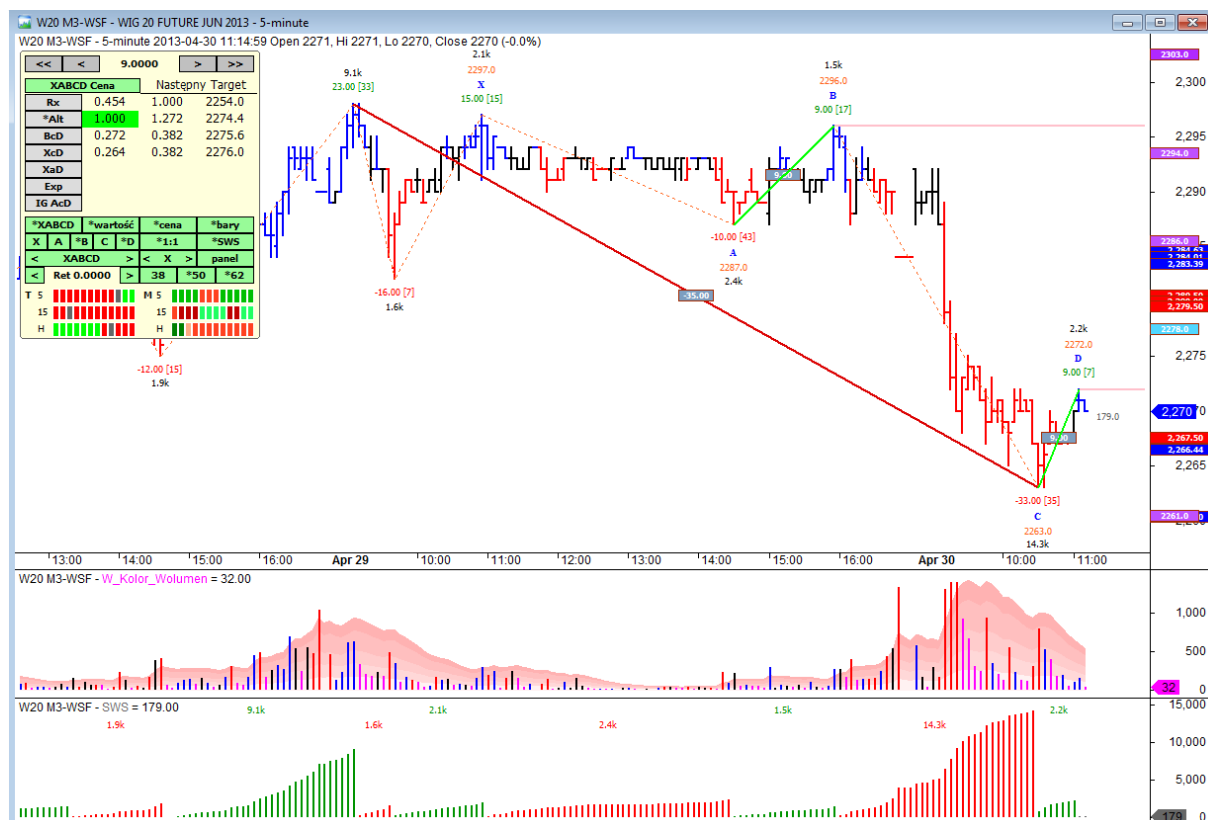 W20 M3-WSF - WIG 20 FUTURE JUN 2013 - 5-minute
W20 M3-WSF - 5-minute 2013-04-30 11:14:59 Open 2271, Hi 2271, Lo 2270, Close 2270 (-0.0%)
<< < 9.0000 > >>
XABCD Cena Następny Target
Rx 0.454 1.000 2254.0
*Alt 1.000 1.272 2274.4
BcD 0.272 0.382 2275.6
XcD 0.264 0.382 2276.0
XaD
Exp
IG AcD
*XABCD *wartość *cena *bary
X A *B C *D *1:1 *SWS
< XABCD > < X > panel
< Ret 0.0000 > 38 *50 *62
T 5 M 5
15 15
H H
9.1k
23.00 [33]
2.1k
2297.0
X
15.00 [15]
1.5k
2296.0
B
9.00 [17]
-12.00 [15]
1.9k
-16.00 [7]
1.6k
-10.00 [43]
A
2287.0
2.4k
9.00
-35.00
2.2k
2272.0
D
9.00 [7]
9.00
179.0
-33.00 [35]
C
2263.0
14.3k
2303.0
2,300
2,295
2294.0
2,290
2286.0
2,284.63
2,284.01
2,283.39
2,279.50
2278.0
2,275
2,270
2,267.50
2,266.44
2,265
2261.0
13:00 14:00 15:00 16:00 Apr 29 10:00 11:00 12:00 13:00 14:00 15:00 16:00 Apr 30 10:00 11:00
W20 M3-WSF - W_Kolor_Wolumen = 32.00
1,000
500
32 0
W20 M3-WSF - SWS = 179.00
1.9k 9.1k 1.6k 2.1k 2.4k 1.5k 14.3k 2.2k
15,000
10,000
5,000
179 0